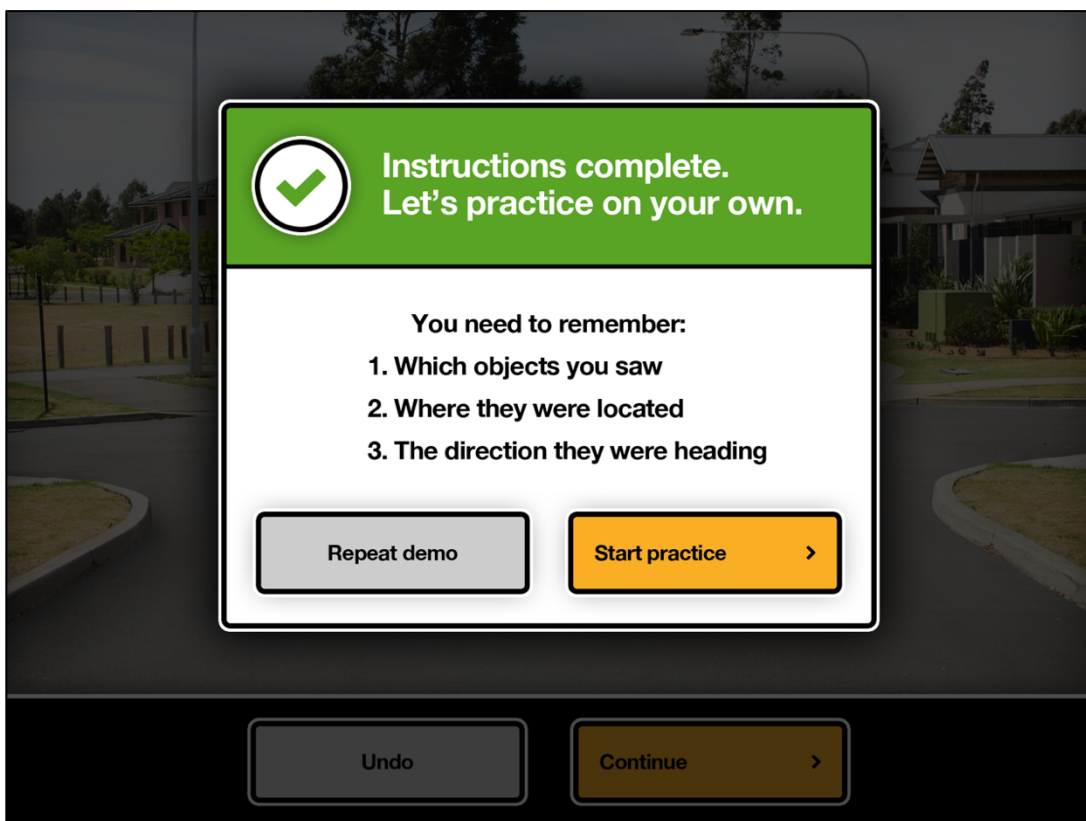 Instructions complete.
Let’s practice on your own.
You need to remember:
1. Which objects you saw
2. Where they were located
3. The direction they were heading
Repeat demo
Start practice
Undo
Continue